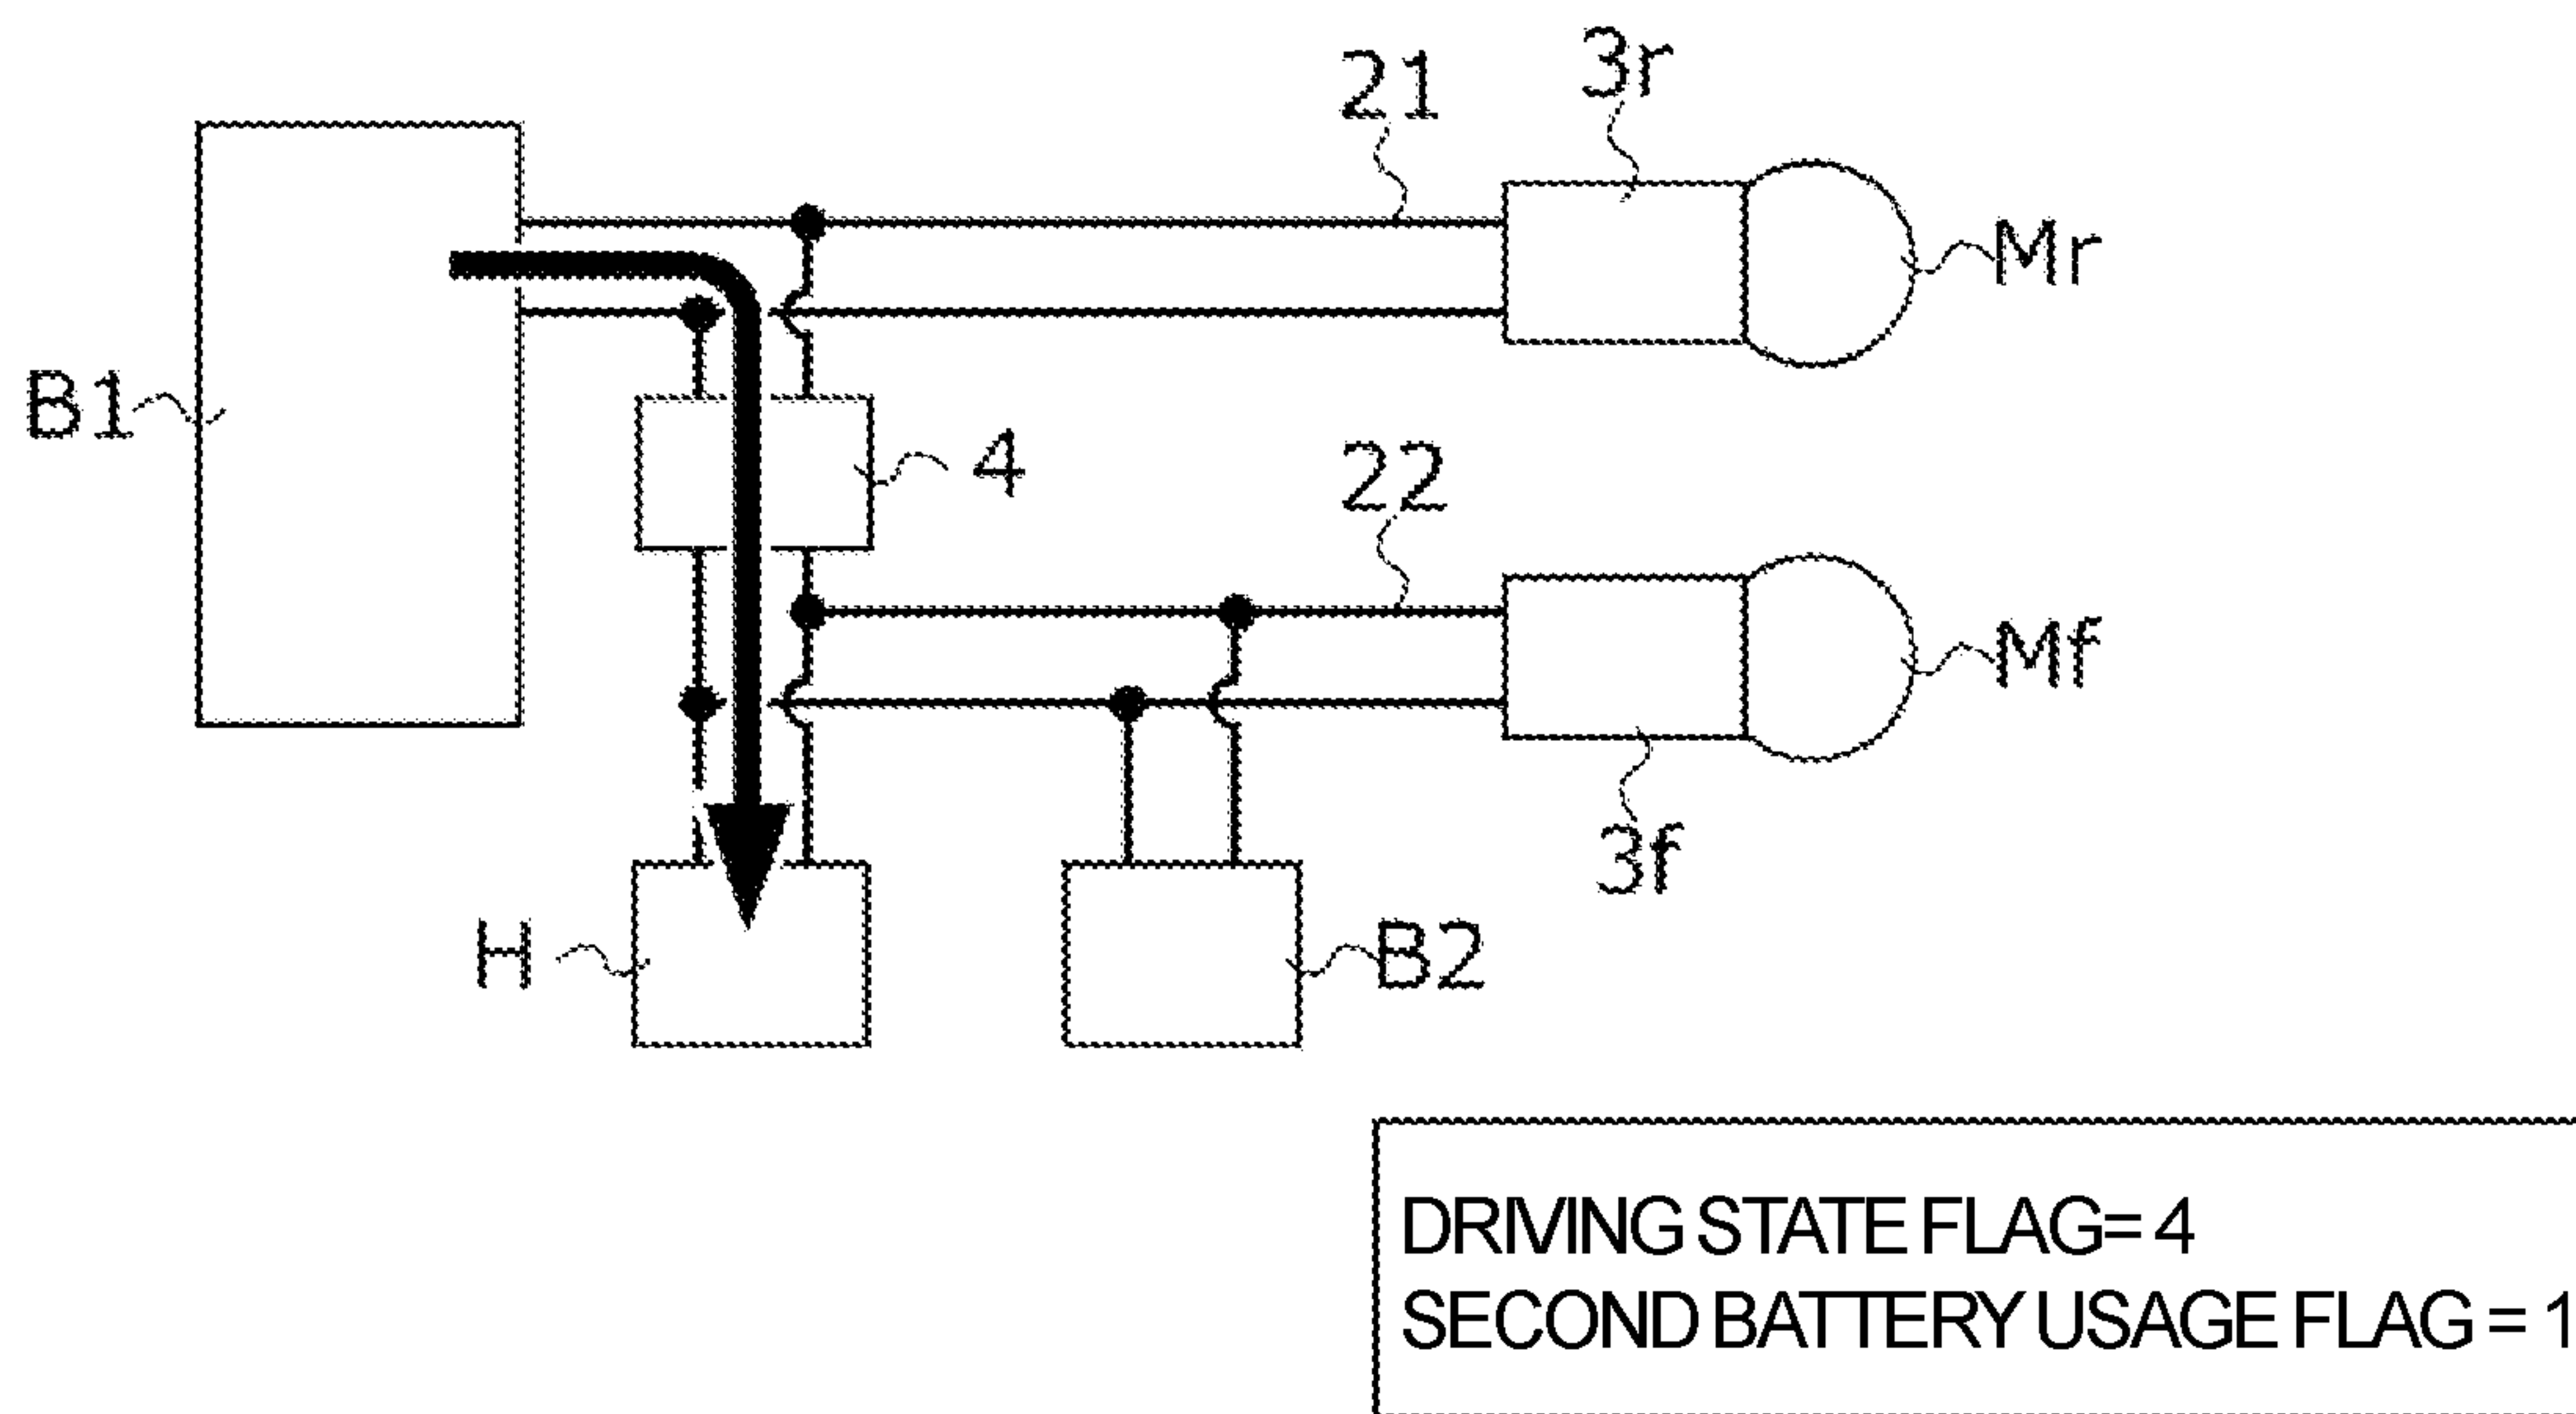 3r
21
Mr
B1
4
22
Mf
3f
H
B2
DRIVING STATE FLAG= 4
SECOND BATTERY USAGE FLAG = 1